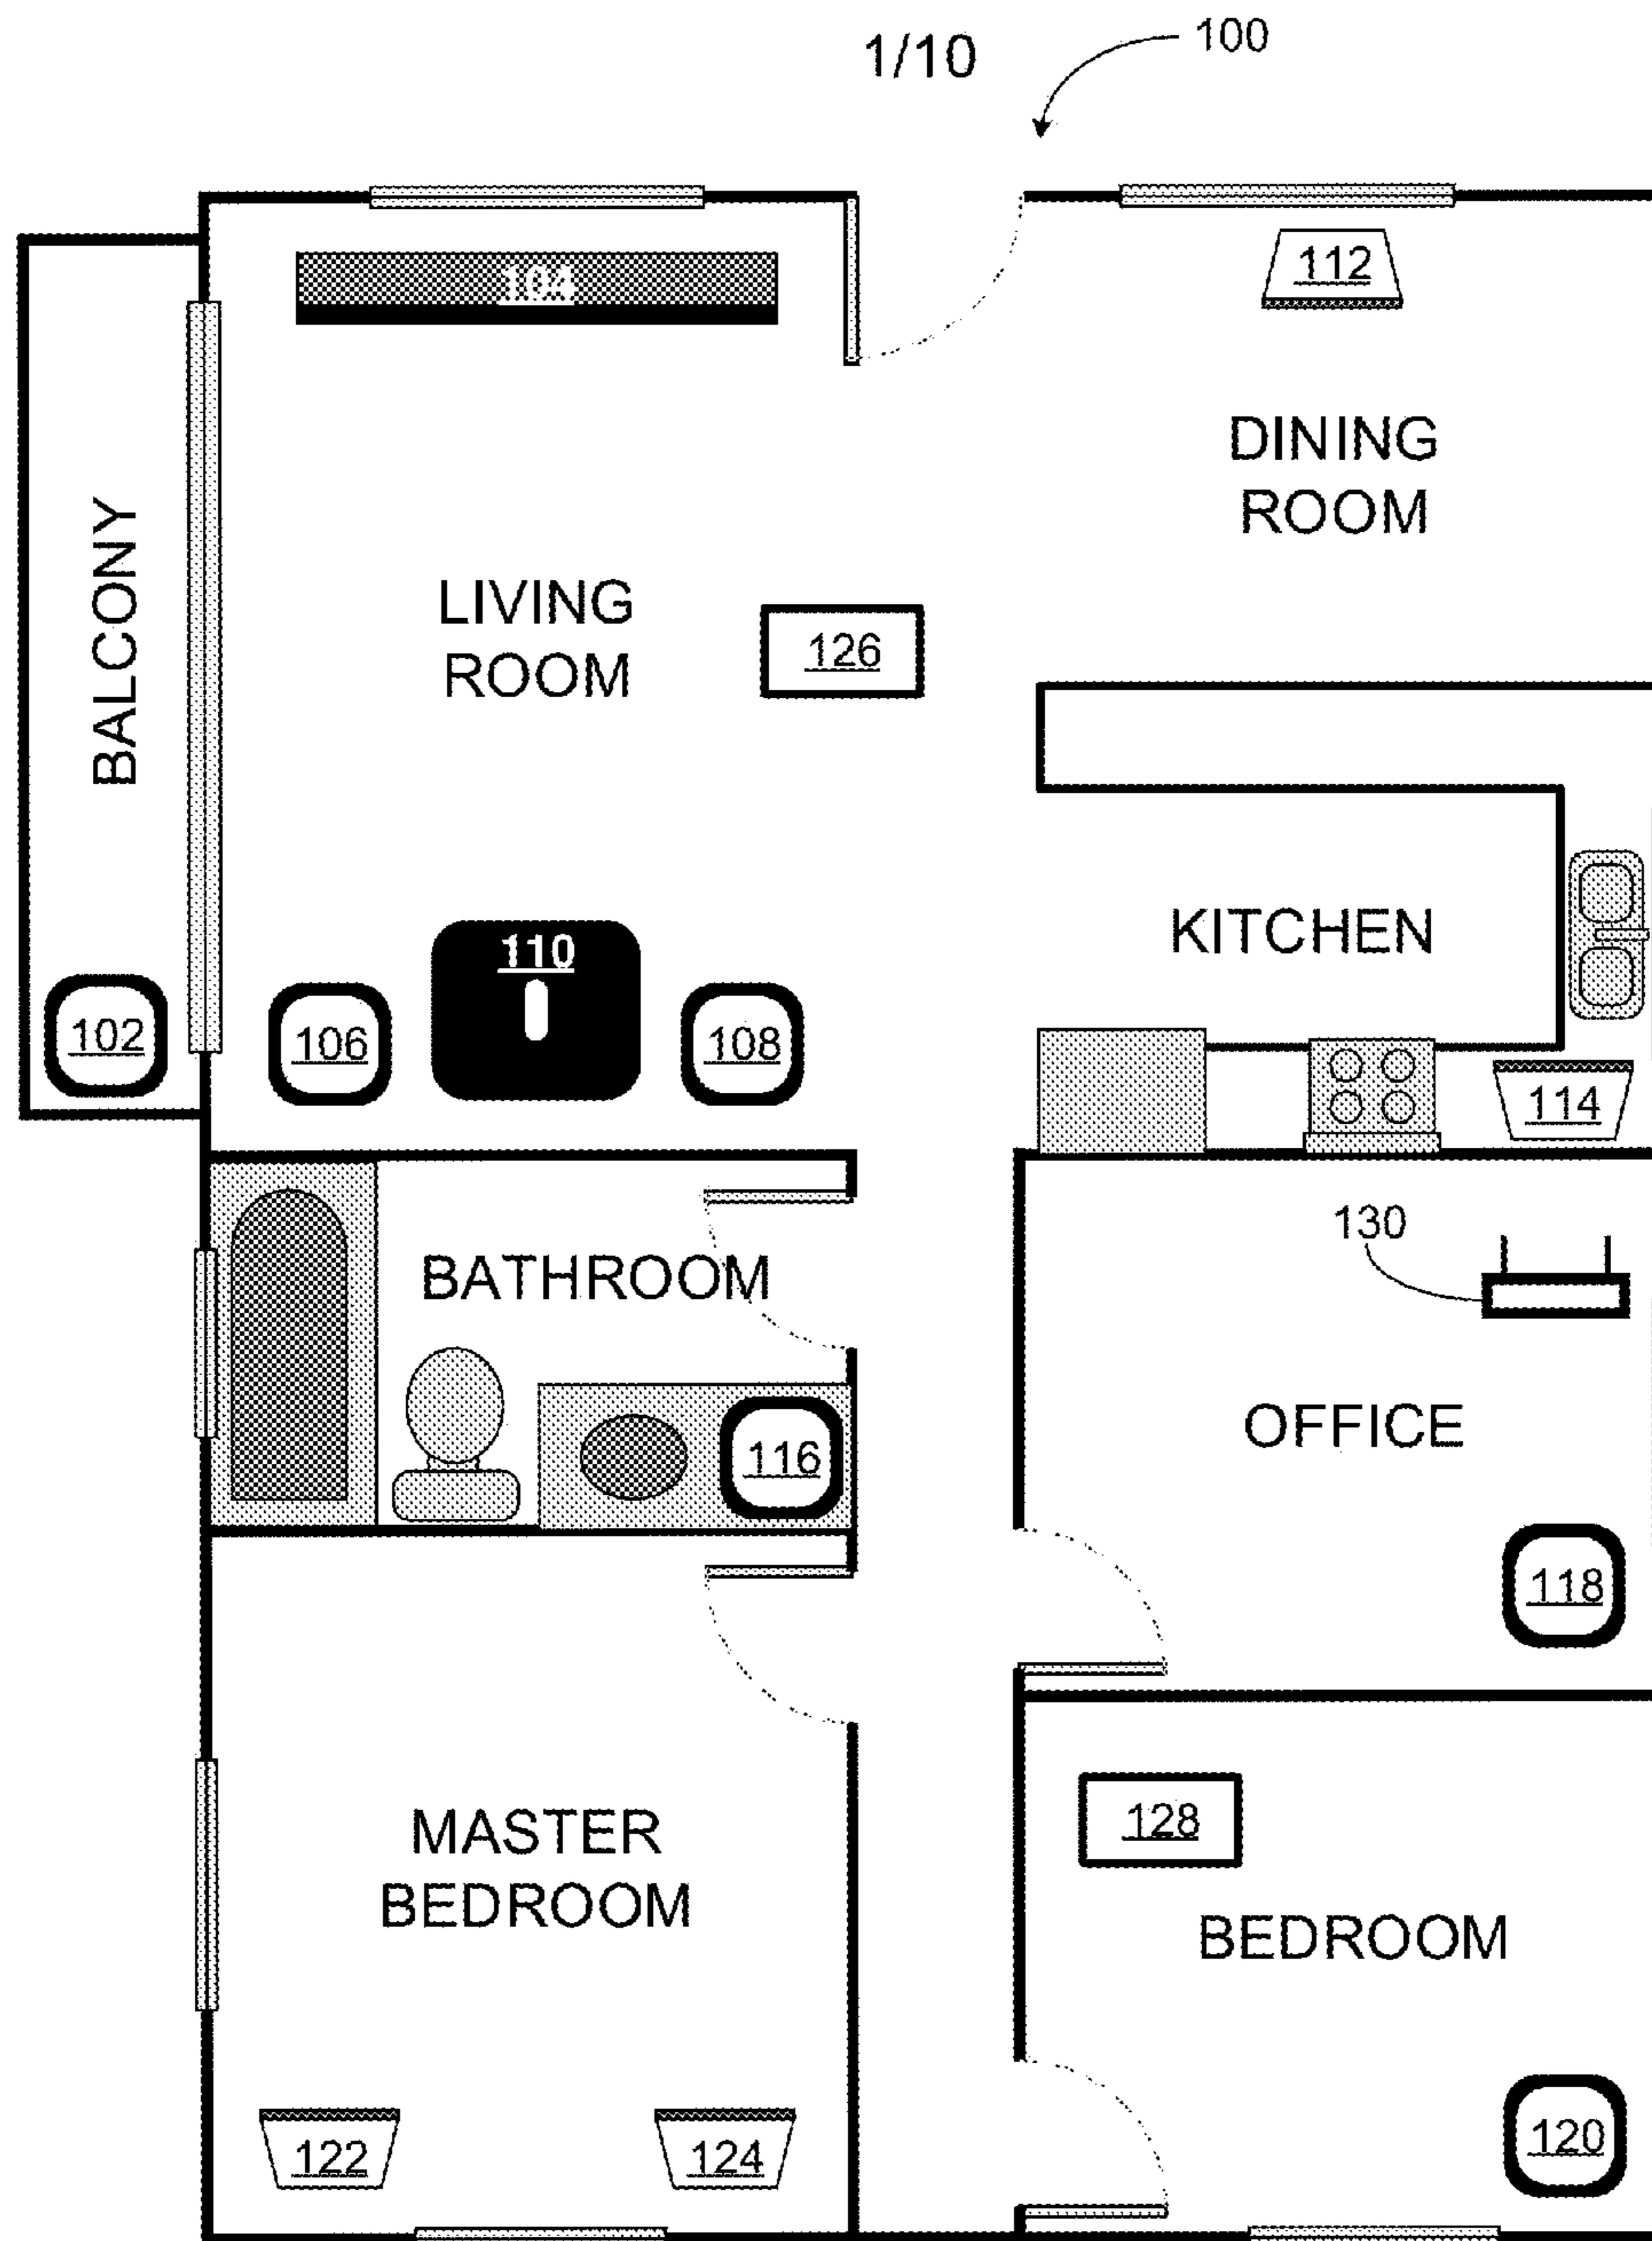 1/10
100
104
112
DINING
ROOM
BALCONY
LIVING
ROOM
126
KITCHEN
110
102
106
108
114
130
BATHROOM
OFFICE
116
118
128
MASTER
BEDROOM
BEDROOM
122
124
120